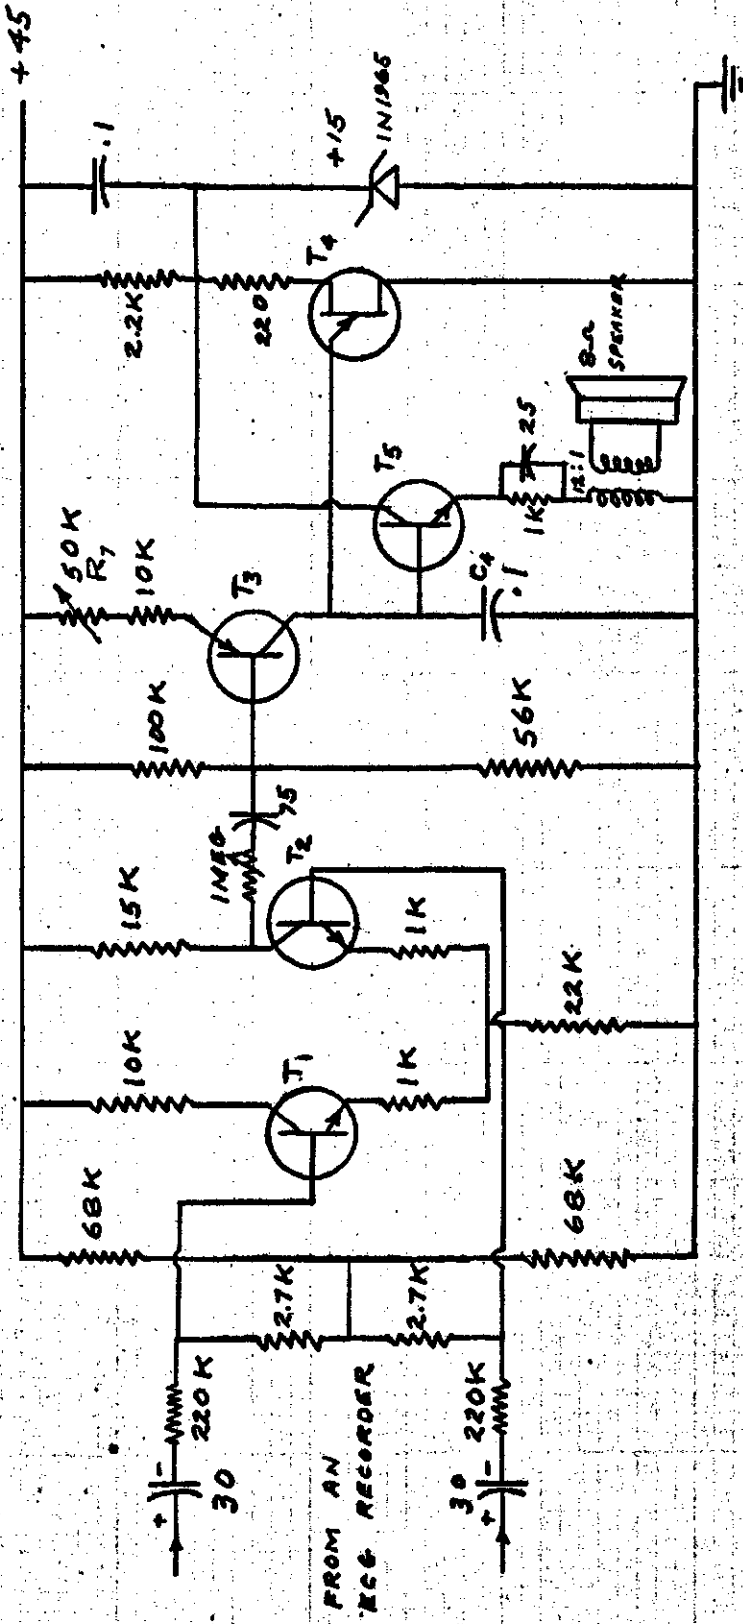 +45
.1
+15
1N1965
2.2K
220
T4
8-Ω
SPEAKER
50K
R7
10K
T3
T5
25
1K
12:1
C4
.1
100K
56K
1MEG
75
15K
T2
1K
22K
10K
T1
1K
68K
68K
2.7K
2.7K
+ -
30
220K
FROM AN
ECG RECORDER
30
+ -
220K